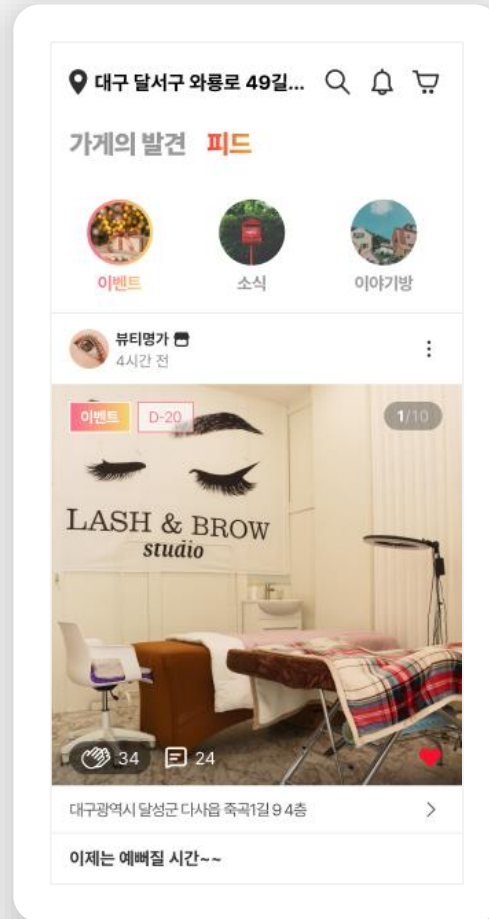 대구 달서구 와룡로 49길...
가게의 발견 피드
이벤트 소식 이야기방
뷰티명가
4시간 전
이벤트 D-20 1/10
LASH & BROW
studio
34 24
대구광역시 달성군 다사읍 죽곡1길 9 4층
이제는 예뻐질 시간~~